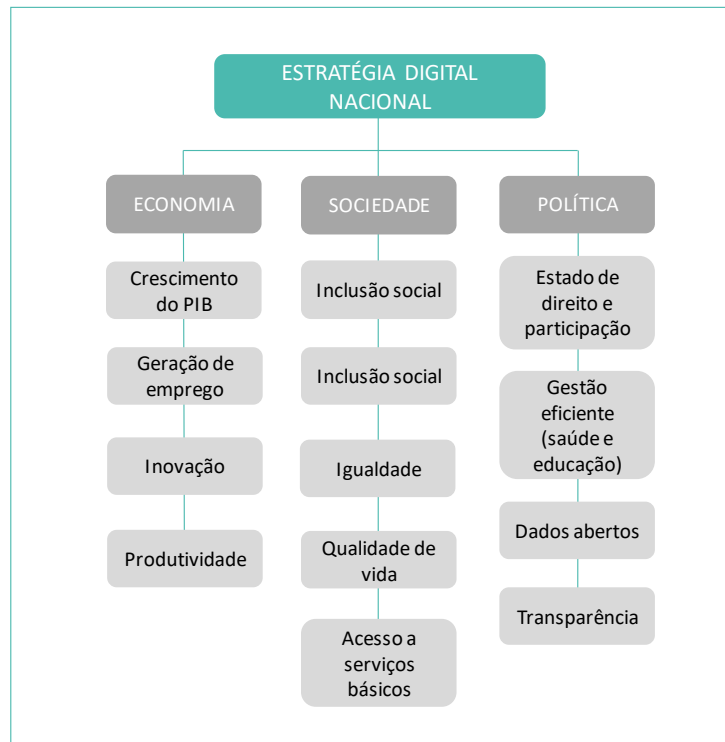 ESTRATÉGIA DIGITAL
NACIONAL
ECONOMIA
Crescimento
do PIB
Geração de
emprego
Inovação
Produtividade
SOCIEDADE
Inclusão social
Inclusão social
Igualdade
Qualidade de
vida
Acesso a
serviços
básicos
POLÍTICA
Estado de
direito e
participação
Gestão
eficiente
(saúde e
educação)
Dados abertos
Transparência